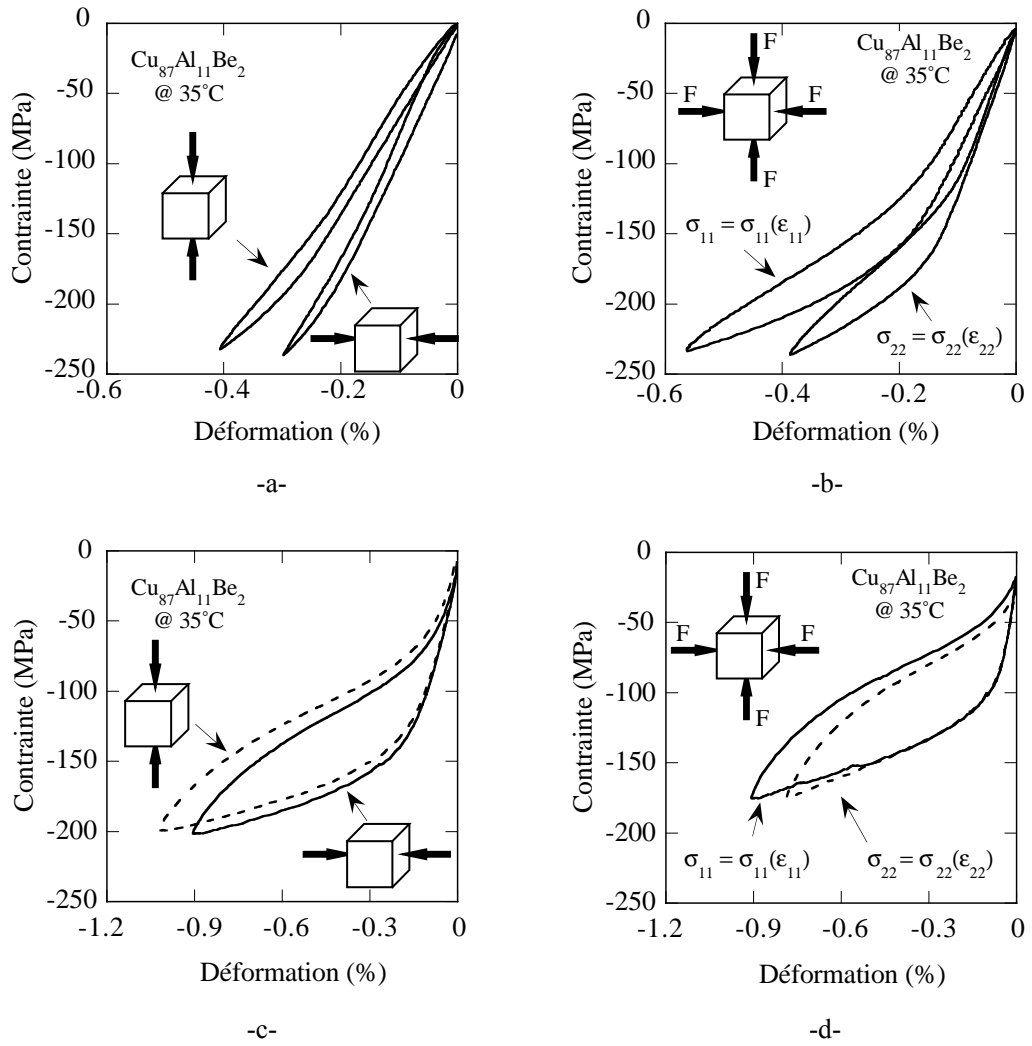 0
-50
-100
-150
-200
-250
-0.6
-0.4
-0.2
0
Contrainte (MPa)
Déformation (%)
Cu₈₇Al₁₁Be₂
@ 35°C
-a-
0
-50
-100
-150
-200
-250
-0.6
-0.4
-0.2
0
Contrainte (MPa)
Déformation (%)
F
F
F
F
Cu₈₇Al₁₁Be₂
@ 35°C
σ₁₁ = σ₁₁(ε₁₁)
σ₂₂ = σ₂₂(ε₂₂)
-b-
0
-50
-100
-150
-200
-250
-1.2
-0.9
-0.6
-0.3
0
Contrainte (MPa)
Déformation (%)
Cu₈₇Al₁₁Be₂
@ 35°C
-c-
0
-50
-100
-150
-200
-250
-1.2
-0.9
-0.6
-0.3
0
Contrainte (MPa)
Déformation (%)
F
F
F
F
Cu₈₇Al₁₁Be₂
@ 35°C
σ₁₁ = σ₁₁(ε₁₁)
σ₂₂ = σ₂₂(ε₂₂)
-d-